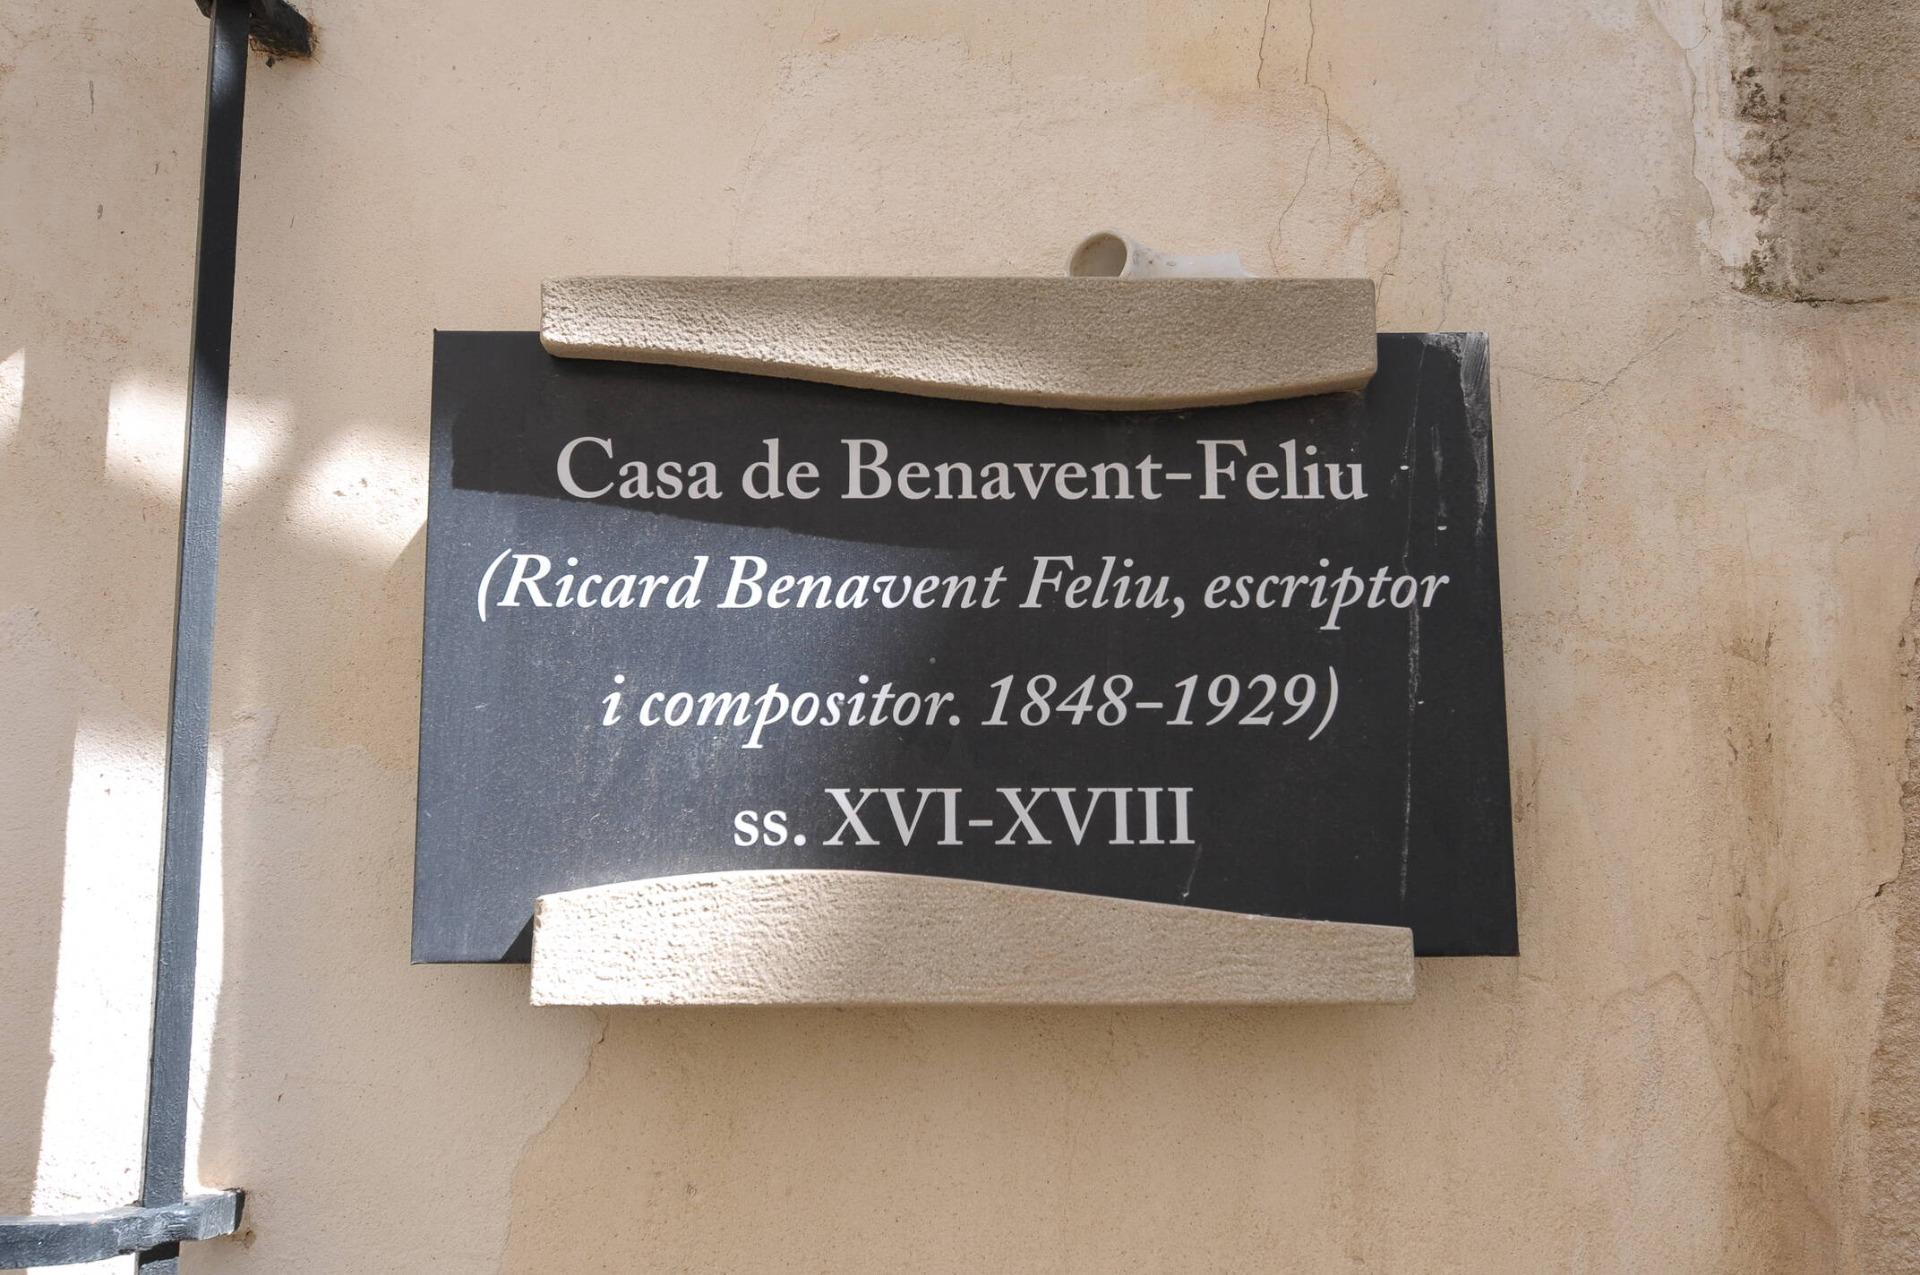 Casa de Benavent-Feliu
(Ricard Benavent Feliu, escriptor
i compositor. 1848-1929)
ss. XVI-XVIII